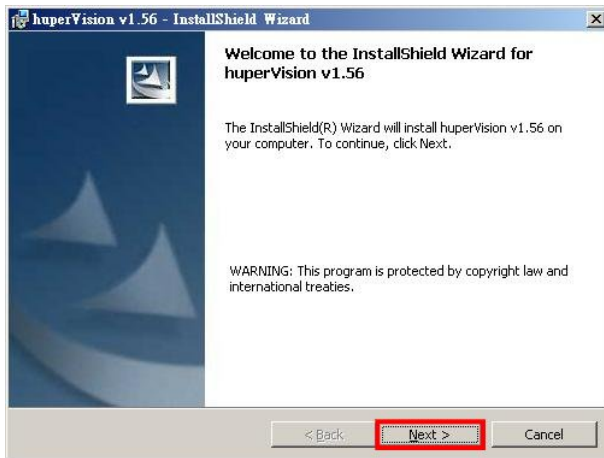 huperVision v1.56 - InstallShield Wizard
Welcome to the InstallShield Wizard for
huperVision v1.56
The InstallShield(R) Wizard will install huperVision v1.56 on
your computer. To continue, click Next.
WARNING: This program is protected by copyright law and
international treaties.
< Back Next > Cancel